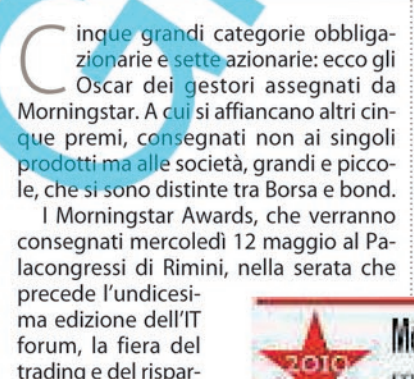 Cinque grandi categorie obbliga-
zionarie e sette azionarie: ecco gli
Oscar dei gestori assegnati da
Morningstar. A cui si affiancano altri cin-
que premi, consegnati non ai singoli
prodotti ma alle società, grandi e picco-
le, che si sono distinte tra Borsa e bond.
I Morningstar Awards, che verranno
consegnati mercoledì 12 maggio al Pa-
lacongressi di Rimini, nella serata che
precede l'undicesi-
ma edizione dell'IT
forum, la fiera del
trading e del rispar-
2010